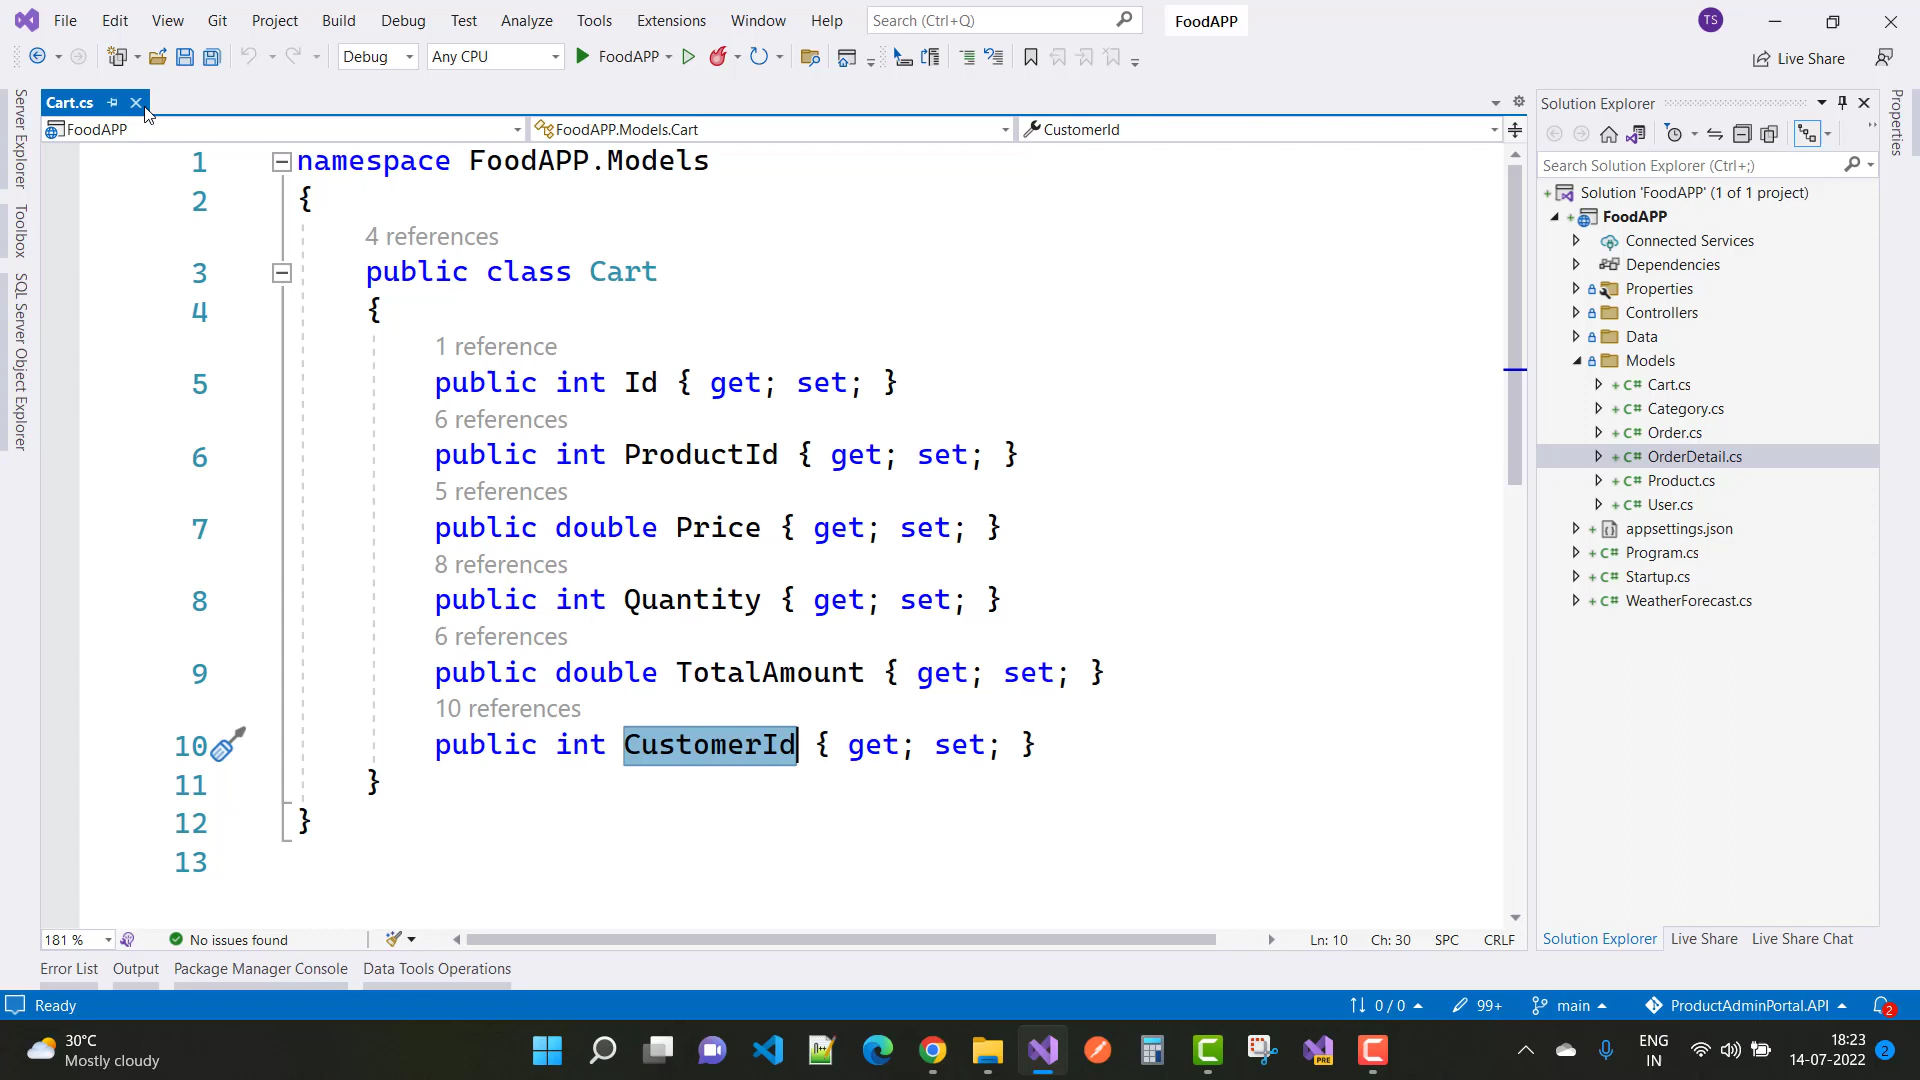 File Edit View Git Project Build Debug Test Analyze Tools Extensions Window Help Search (Ctrl+Q) FoodAPP TS
Debug Any CPU FoodAPP Live Share
Cart.cs
FoodAPP FoodAPP.Models.Cart CustomerId
Server Explorer
Toolbox
SQL Server Object Explorer
1 namespace FoodAPP.Models
2 {
4 references
3 public class Cart
4 {
1 reference
5 public int Id { get; set; }
6 references
6 public int ProductId { get; set; }
5 references
7 public double Price { get; set; }
8 references
8 public int Quantity { get; set; }
6 references
9 public double TotalAmount { get; set; }
10 references
10 public int CustomerId { get; set; }
11 }
12 }
13
181 % No issues found Ln: 10 Ch: 30 SPC CRLF
Solution Explorer
Search Solution Explorer (Ctrl+;)
Solution 'FoodAPP' (1 of 1 project)
FoodAPP
Connected Services
Dependencies
Properties
Controllers
Data
Models
C# Cart.cs
C# Category.cs
C# Order.cs
C# OrderDetail.cs
C# Product.cs
C# User.cs
appsettings.json
C# Program.cs
C# Startup.cs
C# WeatherForecast.cs
Solution Explorer Live Share Live Share Chat
Properties
Error List Output Package Manager Console Data Tools Operations
Ready 0 / 0 99+ main ProductAdminPortal.API 2
30°C
Mostly cloudy
PRE
ENG
IN
18:23
14-07-2022
2